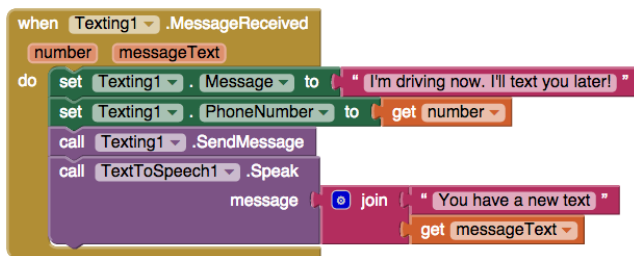 when Texting1 .MessageReceived
number messageText
do set Texting1 . Message to " I'm driving now. I'll text you later! "
set Texting1 . PhoneNumber to get number
call Texting1 .SendMessage
call TextToSpeech1 .Speak
message join " You have a new text "
get messageText